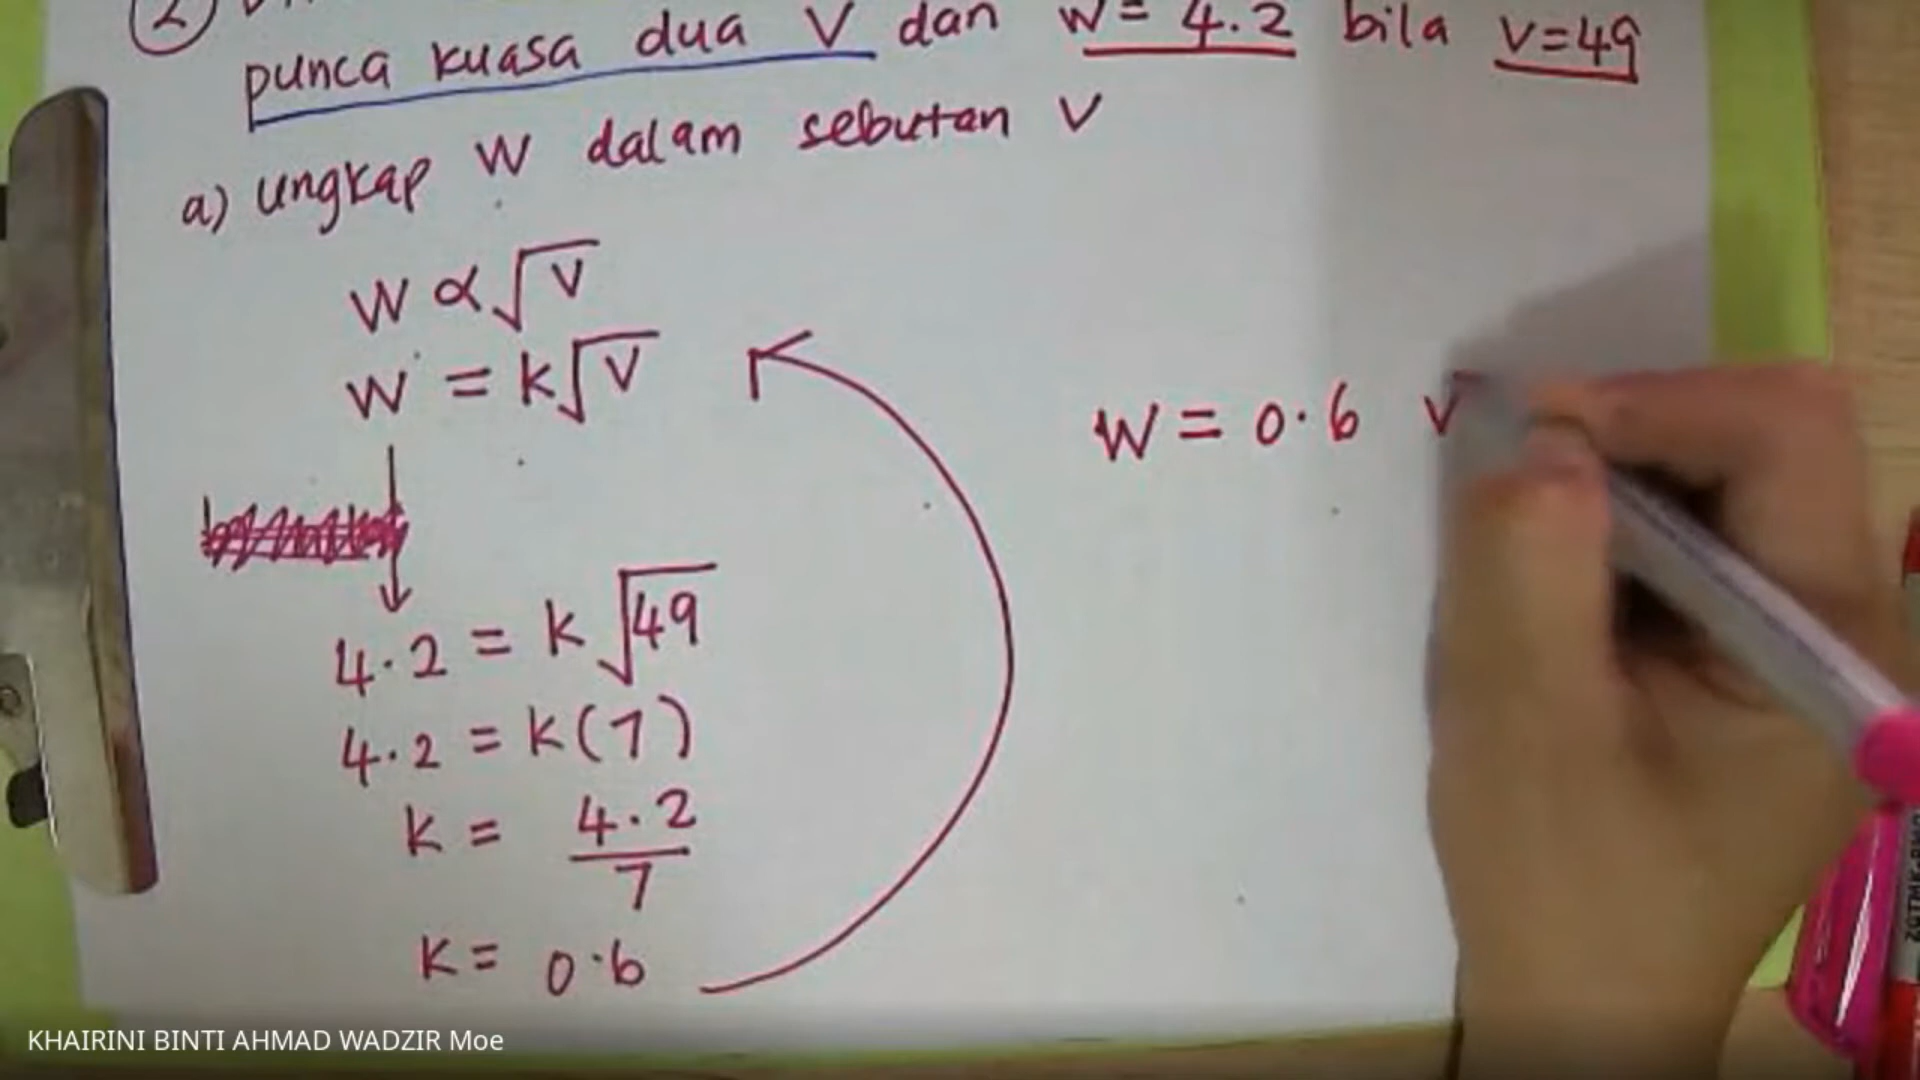 2
punca kuasa dua V dan W = 4.2 bila V=49
a) ungkap W dalam sebutan V
W ∝ √V
W = k√V
4.2 = k √49
4.2 = k(7)
k = 4.2/7
k = 0.6
W = 0.6 V
KHAIRINI BINTI AHMAD WADZIR Moe